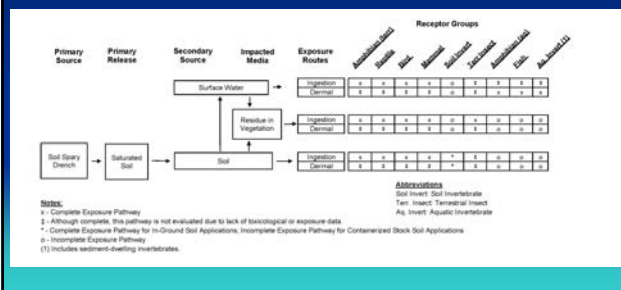 Receptor Groups
Primary Source
Primary Release
Secondary Source
Impacted Media
Exposure Routes
Amphibian (terr)
Reptile
Bird
Mammal
Soil Invert
Terr Insect
Amphibian (aq)
Fish
Aq. Invert (1)
Surface Water
Ingestion
Dermal
Residue in
Vegetation
Ingestion
Dermal
Soil Spary
Drench
Saturated
Soil
Soil
Ingestion
Dermal
Notes:
x - Complete Exposure Pathway
‡ - Although complete, this pathway is not evaluated due to lack of toxicological or exposure data.
* - Complete Exposure Pathway for In-Ground Soil Applications, Incomplete Exposure Pathway for Containerized Stock Soil Applications
o - Incomplete Exposure Pathway
(1) Includes sediment-dwelling invertebrates.
Abbreviations
Soil Invert: Soil Invertebrate
Terr. Insect: Terrestrial Insect
Aq. Invert: Aquatic Invertebrate